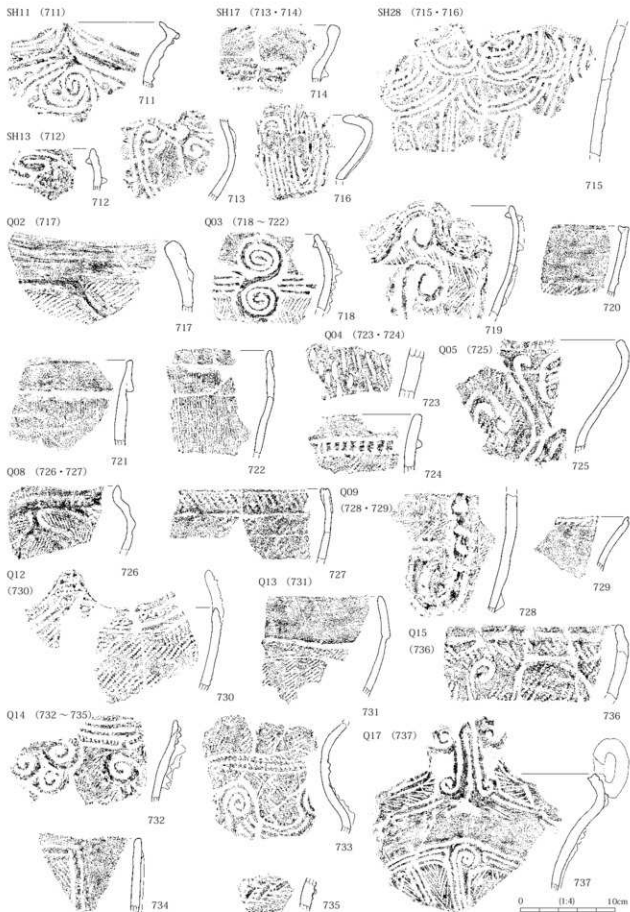 SH11 (711)
SH17 (713・714)
SH28 (715・716)
711
714
SH13 (712)
712
713
716
715
Q02 (717)
Q03 (718～722)
717
718
719
720
Q04 (723・724)
723
Q05 (725)
721
722
724
725
Q08 (726・727)
Q09
(728・729)
726
727
728
729
Q12
(730)
Q13 (731)
730
731
Q15
(736)
736
Q14 (732～735)
Q17 (737)
732
733
734
735
737
0 (1:4) 10cm